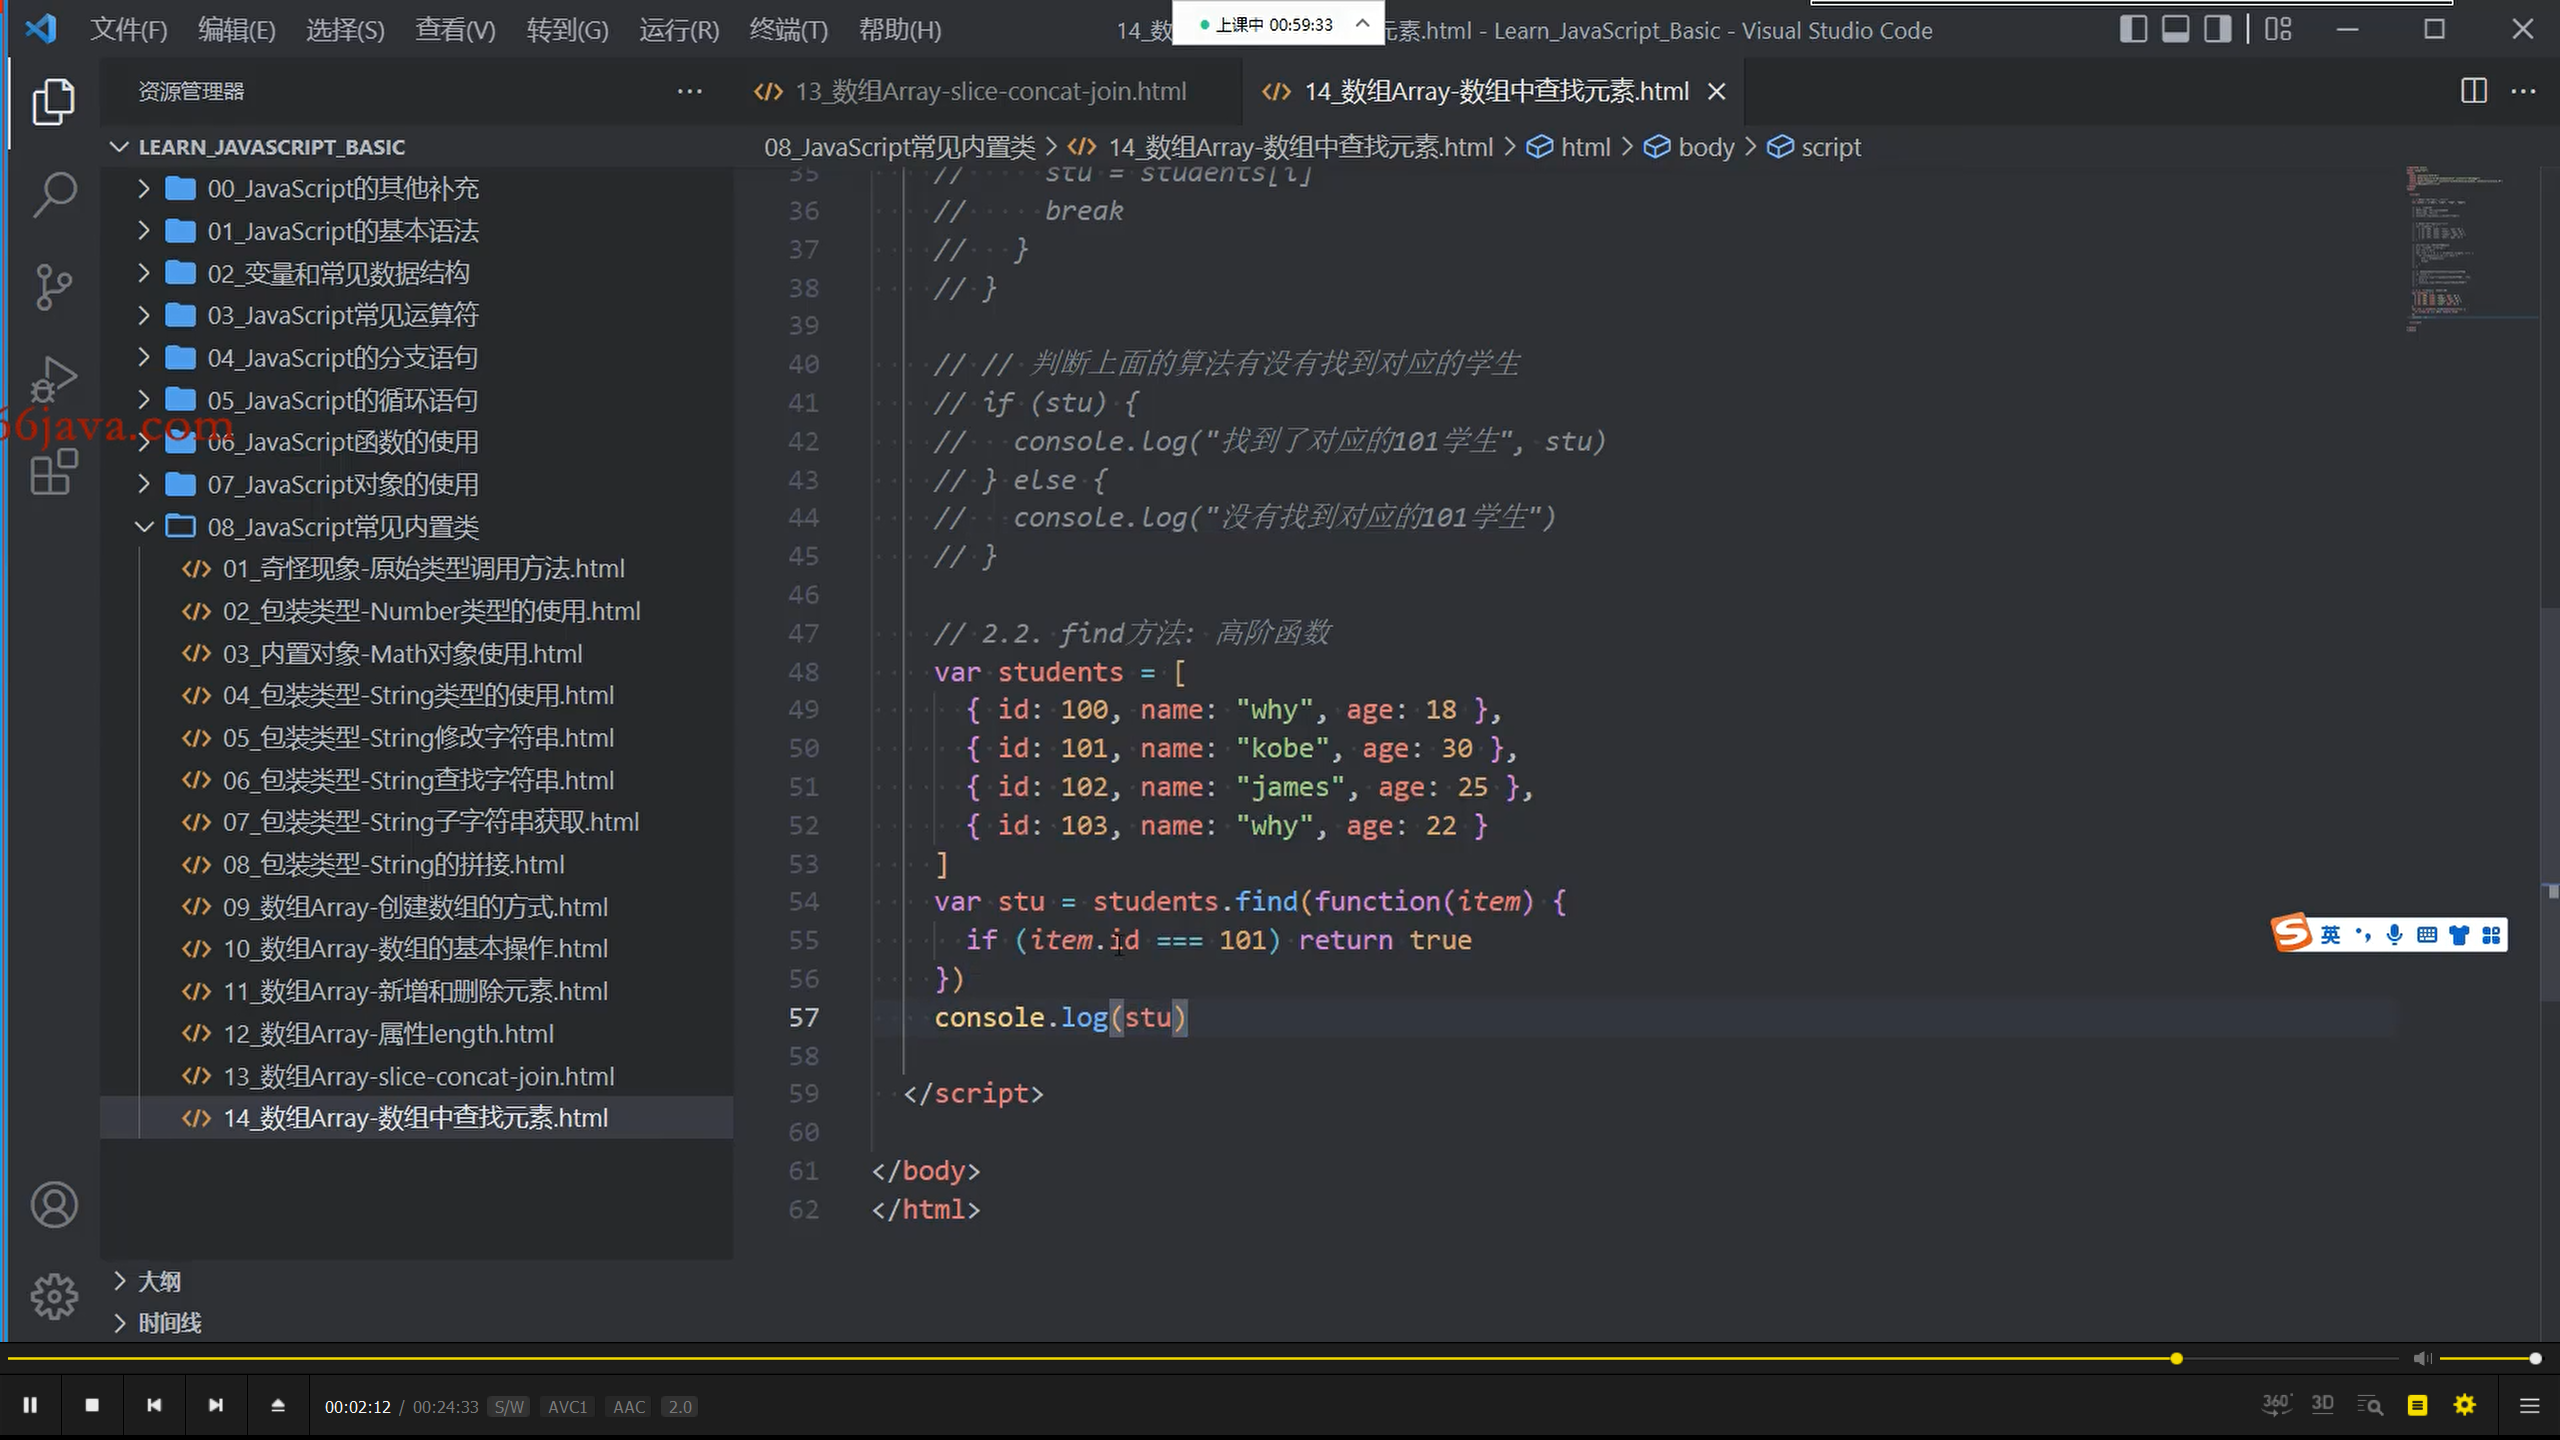 文件(F) 编辑(E) 选择(S) 查看(V) 转到(G) 运行(R) 终端(T) 帮助(H)
14_数
上课中 00:59:33
元素.html - Learn_JavaScript_Basic - Visual Studio Code
资源管理器
13_数组Array-slice-concat-join.html
14_数组Array-数组中查找元素.html
LEARN_JAVASCRIPT_BASIC
08_JavaScript常见内置类 > 14_数组Array-数组中查找元素.html > html > body > script
00_JavaScript的其他补充
01_JavaScript的基本语法
02_变量和常见数据结构
03_JavaScript常见运算符
04_JavaScript的分支语句
05_JavaScript的循环语句
66java.com
06_JavaScript函数的使用
07_JavaScript对象的使用
08_JavaScript常见内置类
01_奇怪现象-原始类型调用方法.html
02_包装类型-Number类型的使用.html
03_内置对象-Math对象使用.html
04_包装类型-String类型的使用.html
05_包装类型-String修改字符串.html
06_包装类型-String查找字符串.html
07_包装类型-String子字符串获取.html
08_包装类型-String的拼接.html
09_数组Array-创建数组的方式.html
10_数组Array-数组的基本操作.html
11_数组Array-新增和删除元素.html
12_数组Array-属性length.html
13_数组Array-slice-concat-join.html
14_数组Array-数组中查找元素.html
大纲
时间线
35 //     stu = students[i]
36 //     break
37 //   }
38 // }
39
40 // // 判断上面的算法有没有找到对应的学生
41 // if (stu) {
42 //   console.log("找到了对应的101学生", stu)
43 // } else {
44 //   console.log("没有找到对应的101学生")
45 // }
46
47 // 2.2. find方法: 高阶函数
48 var students = [
49 { id: 100, name: "why", age: 18 },
50 { id: 101, name: "kobe", age: 30 },
51 { id: 102, name: "james", age: 25 },
52 { id: 103, name: "why", age: 22 }
53 ]
54 var stu = students.find(function(item) {
55 if (item.id === 101) return true
56 })
57 console.log(stu)
58
59 </script>
60
61 </body>
62 </html>
英
00:02:12 / 00:24:33 S/W AVC1 AAC 2.0
360° 3D